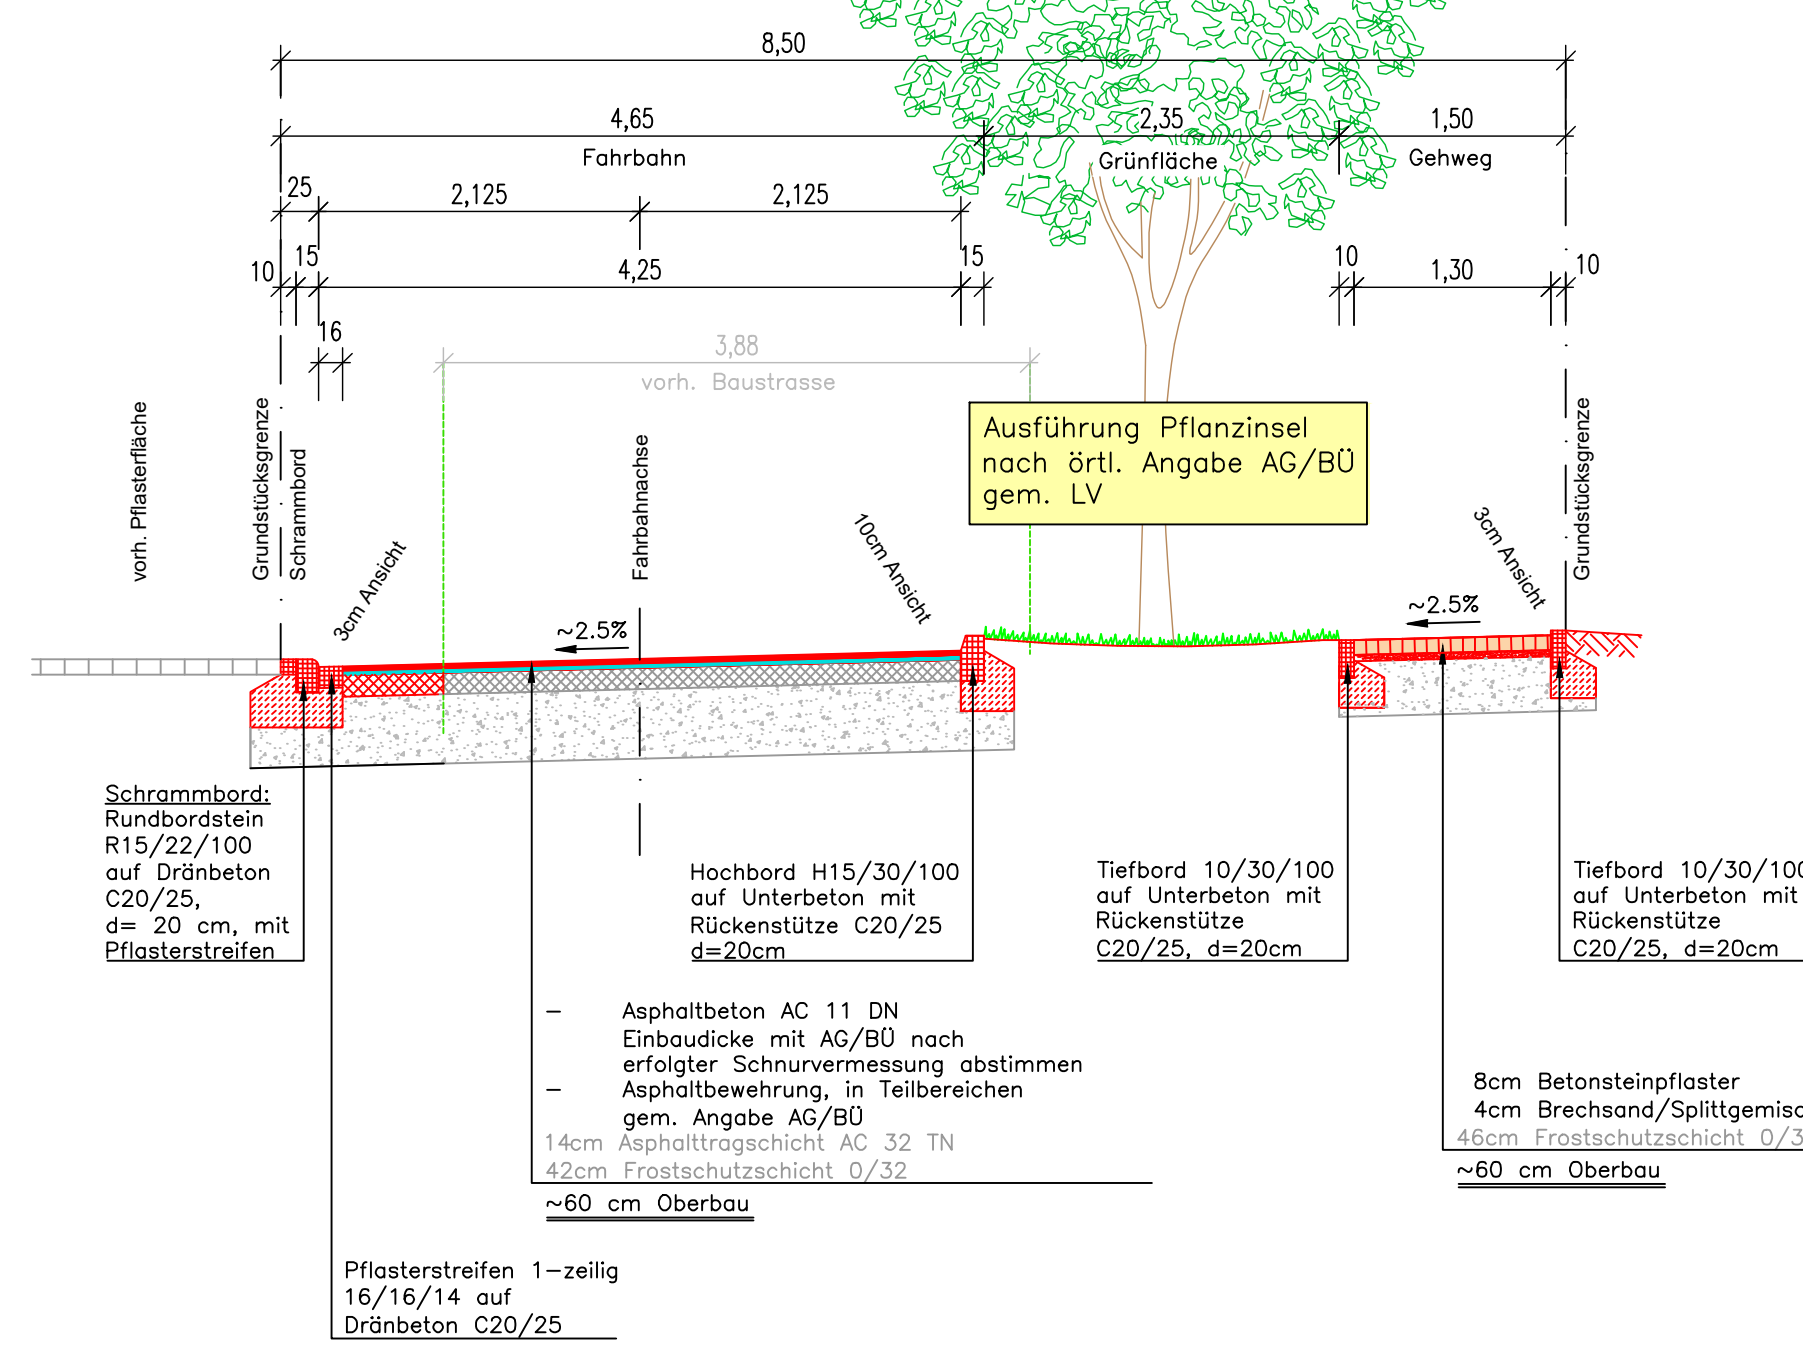 8,50
4,65
2,35
1,50
Fahrbahn
Grünfläche
Gehweg
25
2,125
2,125
10
15
4,25
15
10
1,30
10
16
3,88
vorh. Baustrasse
vorh. Pflasterfläche
Grundstücksgrenze
Schrammbord
3cm Ansicht
Fahrbahnachse
10cm Ansicht
Ausführung Pflanzinsel
nach örtl. Angabe AG/BÜ
gem. LV
3cm Ansicht
Grundstücksgrenze
~2.5%
~2.5%
Schrammbord:
Rundbordstein
R15/22/100
auf Dränbeton
C20/25,
d= 20 cm, mit
Pflasterstreifen
Hochbord H15/30/100
auf Unterbeton mit
Rückenstütze C20/25
d=20cm
Tiefbord 10/30/100
auf Unterbeton mit
Rückenstütze
C20/25, d=20cm
Tiefbord 10/30/100
auf Unterbeton mit
Rückenstütze
C20/25, d=20cm
– Asphaltbeton AC 11 DN
Einbaudicke mit AG/BÜ nach
erfolgter Schnurvermessung abstimmen
– Asphaltbewehrung, in Teilbereichen
gem. Angabe AG/BÜ
14cm Asphalttragschicht AC 32 TN
42cm Frostschutzschicht 0/32
~60 cm Oberbau
8cm Betonsteinpflaster
4cm Brechsand/Splittgemisc
46cm Frostschutzschicht 0/3
~60 cm Oberbau
Pflasterstreifen 1-zeilig
16/16/14 auf
Dränbeton C20/25